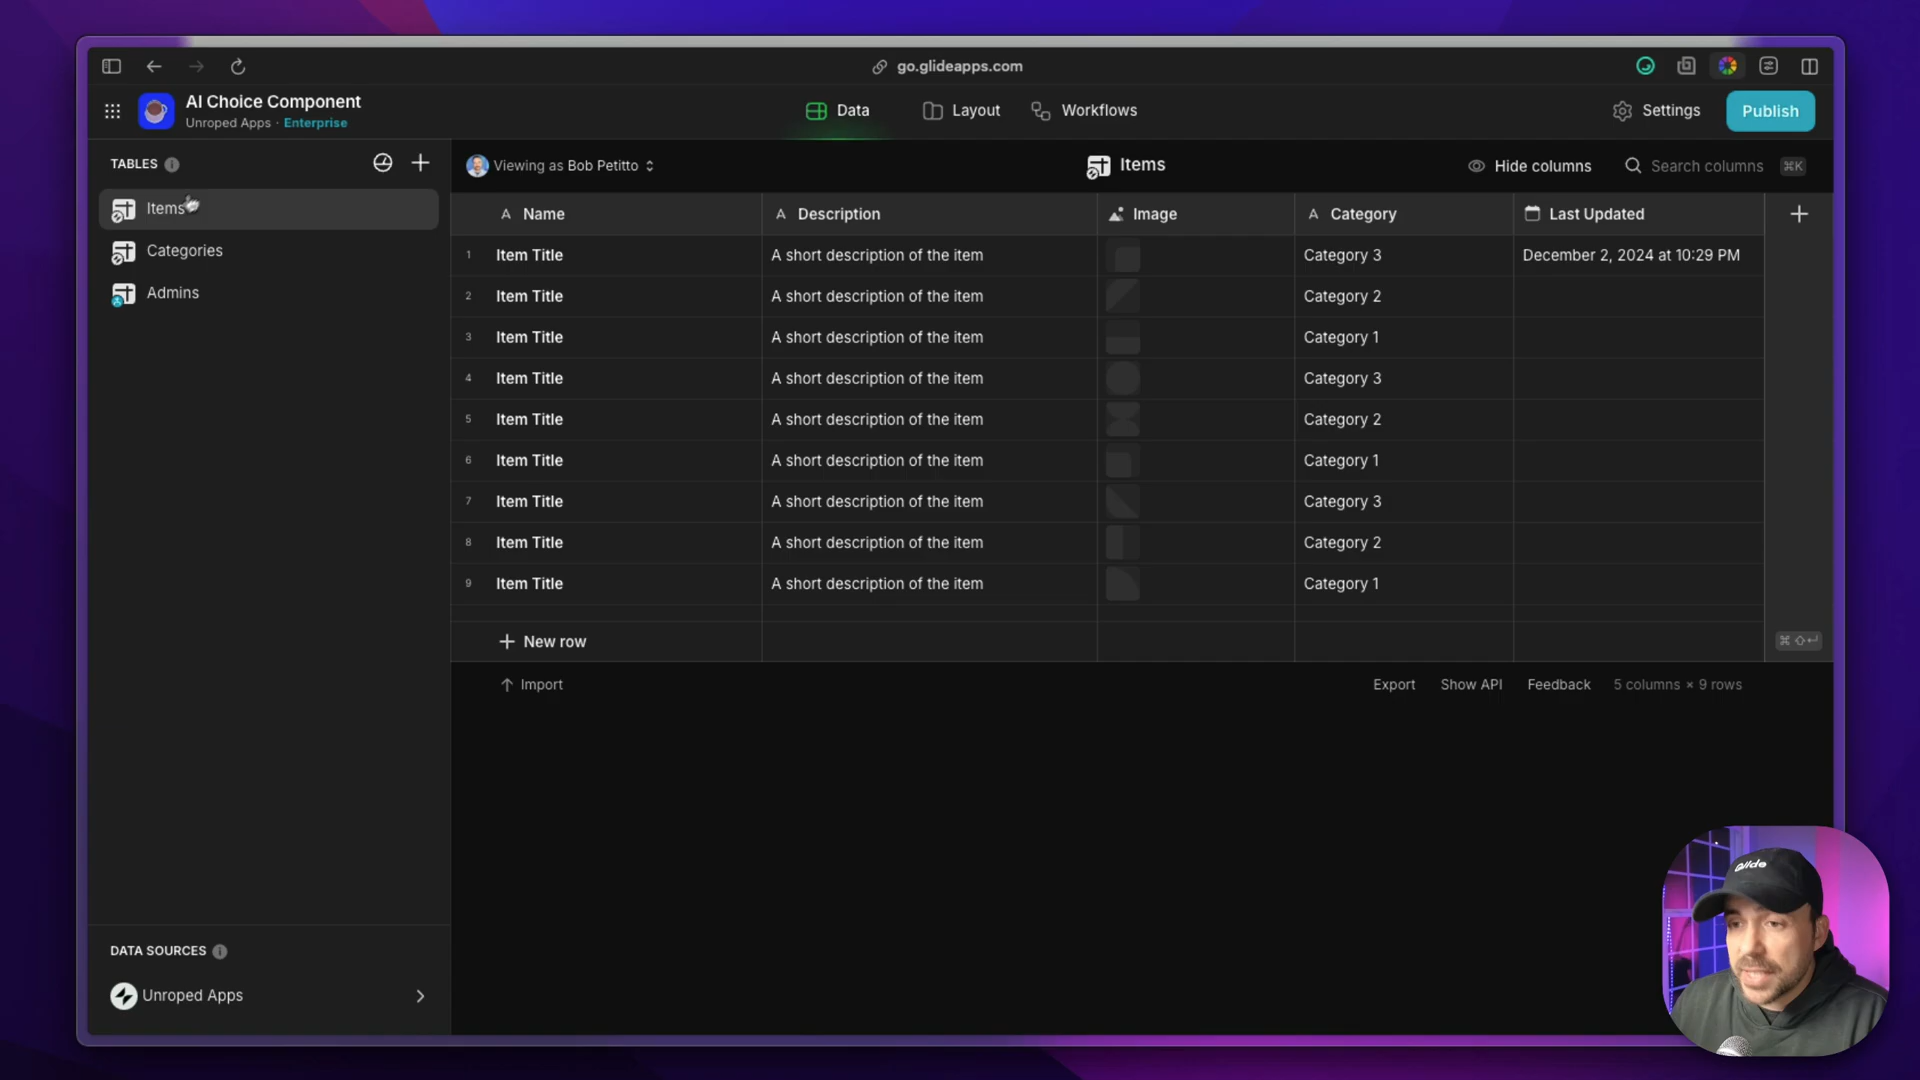 go.glideapps.com
AI Choice Component
Unroped Apps · Enterprise
Data
Layout
Workflows
Settings
Publish
TABLES
Items
Categories
Admins
Viewing as Bob Petitto
Items
Hide columns
Search columns
⌘K
Name Description Image Category Last Updated
1 Item Title A short description of the item Category 3 December 2, 2024 at 10:29 PM
2 Item Title A short description of the item Category 2
3 Item Title A short description of the item Category 1
4 Item Title A short description of the item Category 3
5 Item Title A short description of the item Category 2
6 Item Title A short description of the item Category 1
7 Item Title A short description of the item Category 3
8 Item Title A short description of the item Category 2
9 Item Title A short description of the item Category 1
New row
Import
Export
Show API
Feedback
5 columns × 9 rows
DATA SOURCES
Unroped Apps
Glide